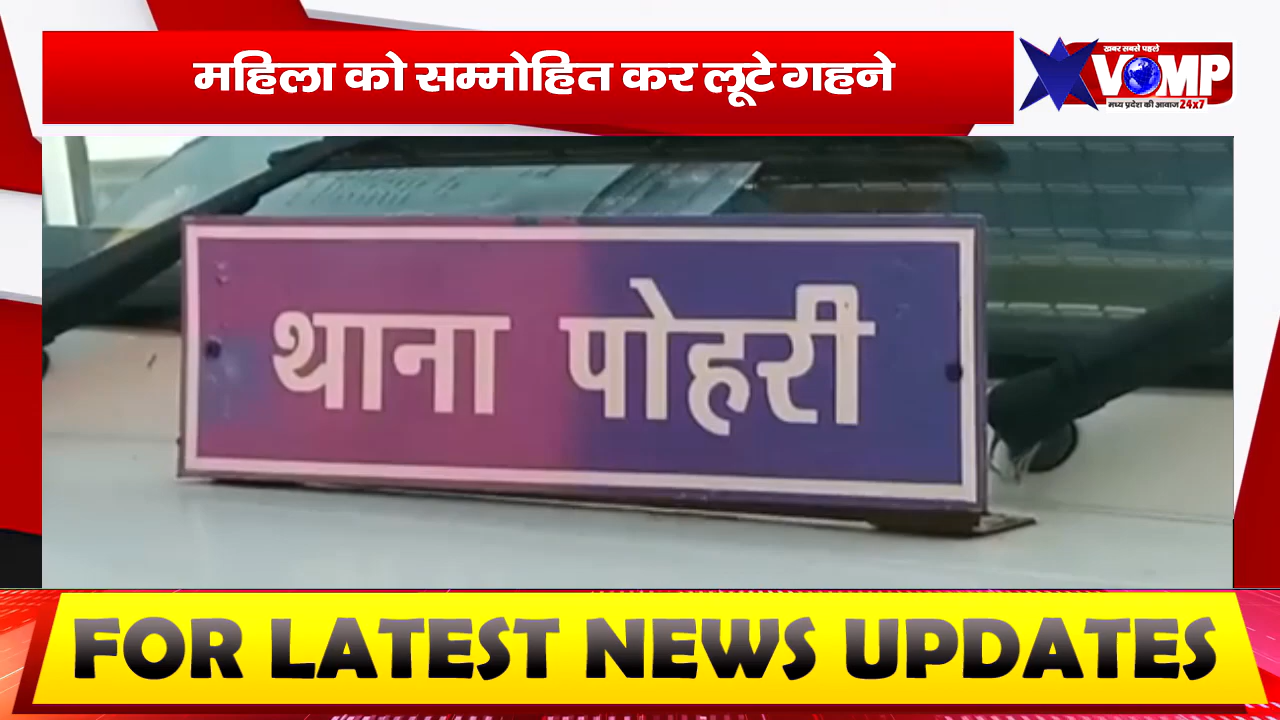 महिला को सम्मोहित कर लूटे गहने
खबर सबसे पहले
VOMP
मध्य प्रदेश की आवाज 24x7
थाना पोहरी
FOR LATEST NEWS UPDATES